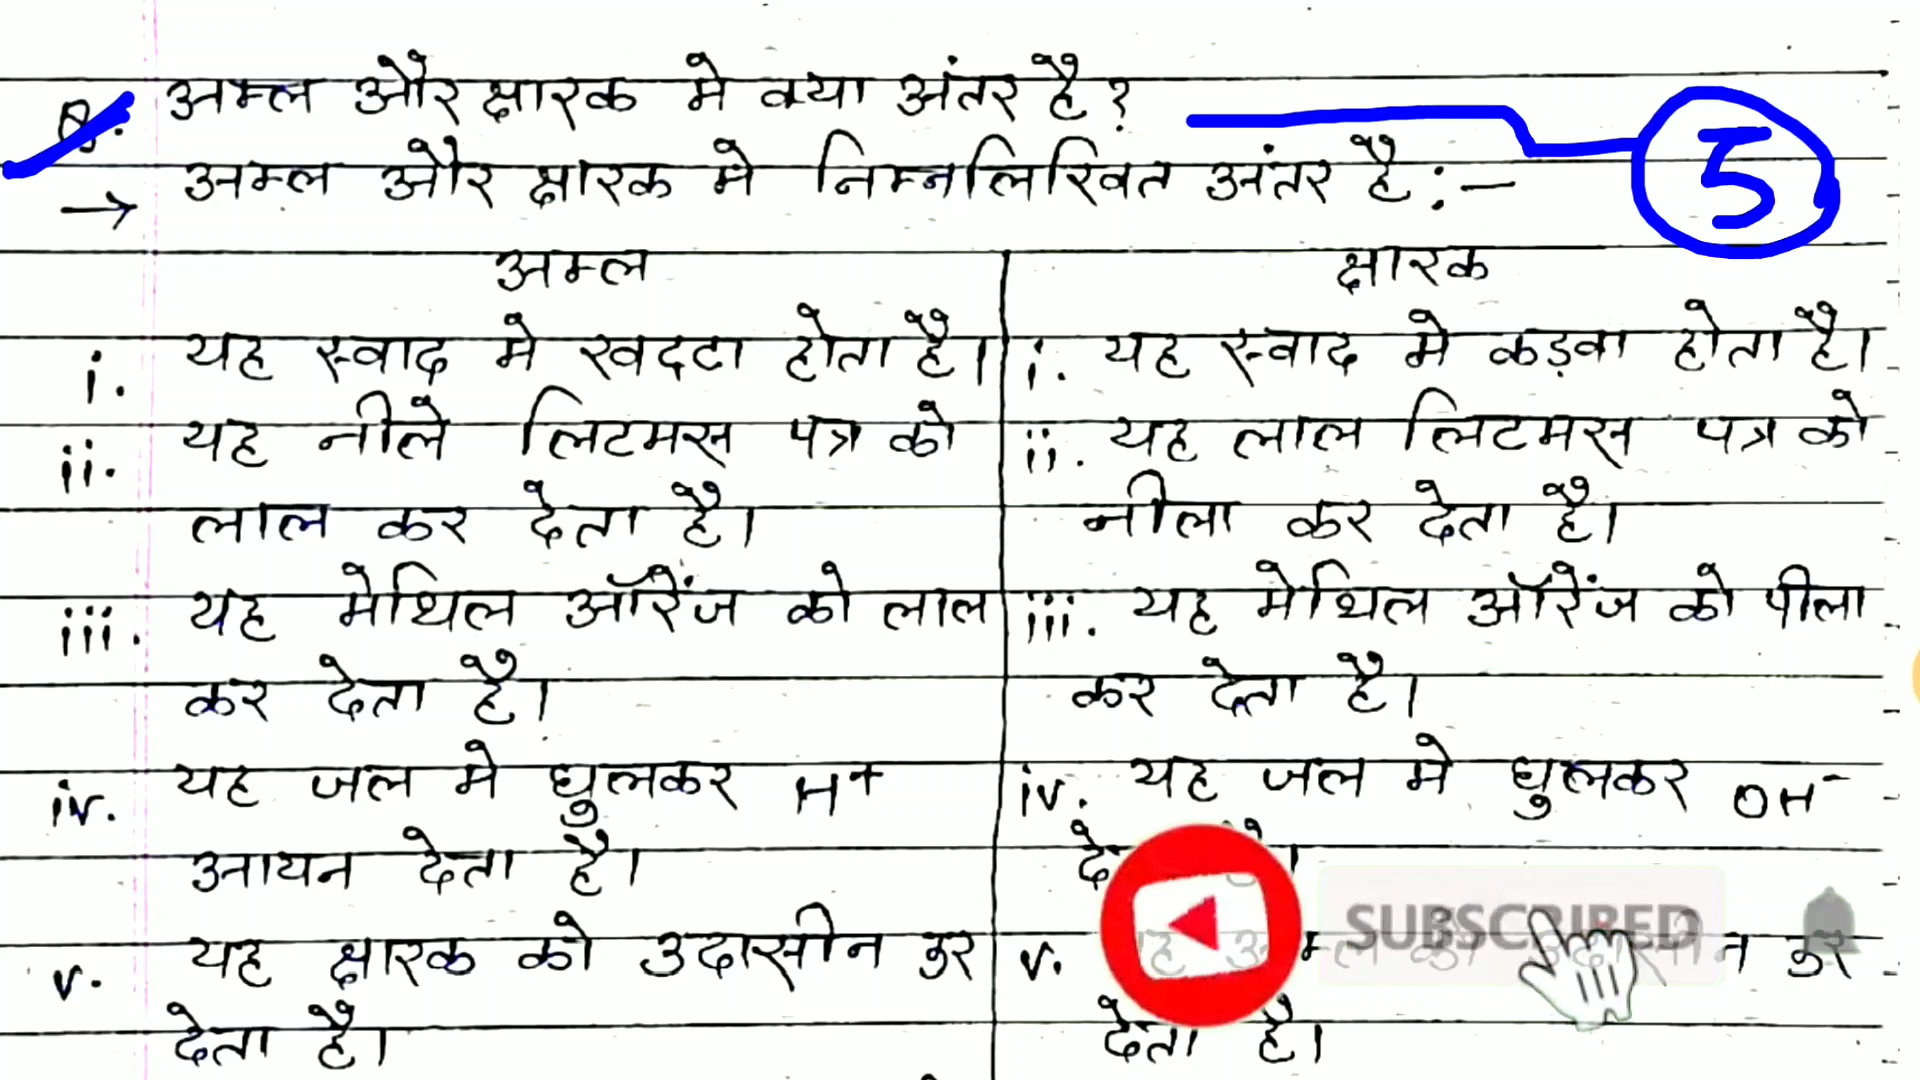 Q. अम्ल और क्षारक मे क्या अंतर है?
5
→ अम्ल और क्षारक मे निम्नलिखित अंतर है:-
अम्ल
i. यह स्वाद मे खट्टा होता है।
ii. यह नीले लिटमस पत्र को
लाल कर देता है।
iii. यह मेथिल ऑरेंज को लाल
कर देता है।
iv. यह जल मे घुलकर H+
आयन देता है।
v. यह क्षारक को उदासीन कर
देता है।
क्षारक
i. यह स्वाद मे कड़वा होता है।
ii. यह लाल लिटमस पत्र को
नीला कर देता है।
iii. यह मेथिल ऑरेंज को पीला
कर देता है।
iv. यह जल मे घुलकर OH-
v. कर
देता है।
SUBSCRIBED